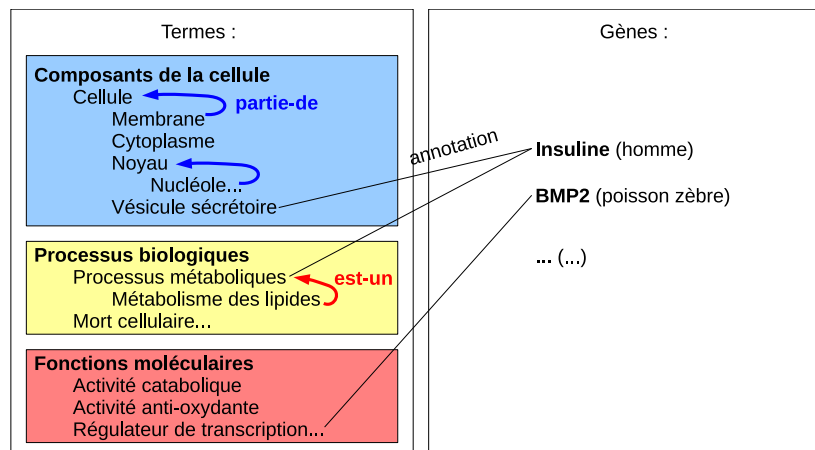 Termes :
Composants de la cellule
Cellule
partie-de
Membrane
Cytoplasme
Noyau
Nucléole...
Vésicule sécrétoire
Processus biologiques
Processus métaboliques
est-un
Métabolisme des lipides
Mort cellulaire...
Fonctions moléculaires
Activité catabolique
Activité anti-oxydante
Régulateur de transcription...
annotation
Gènes :
Insuline (homme)
BMP2 (poisson zèbre)
... (...)